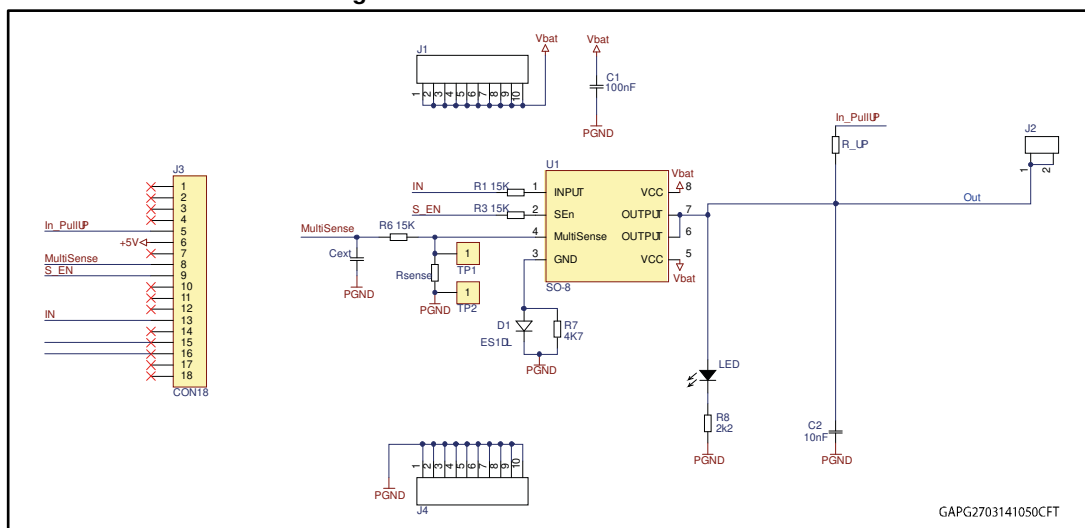 g
Vbat
Vbat
J1
1
2
3
4
5
6
7
8
9
10
C1
100nF
PGND
In_PullUP
R_UP
J2
1
2
Out
J3
1
2
3
4
5
6
7
8
9
10
11
12
13
14
15
16
17
18
CON18
In_PullUP
+5V
MultiSense
S_EN
IN
U1
IN
R1 15K
1
INPUT
VCC
8
Vbat
S_EN
R3 15K
2
SEn
OUTPUT
7
MultiSense
R6 15K
4
MultiSense
OUTPUT
6
3
GND
VCC
5
Vbat
SO-8
Cext
PGND
Rsense
1
TP1
1
TP2
PGND
D1
ES1DL
R7
4K7
PGND
LED
R8
2k2
PGND
C2
10nF
PGND
1
2
3
4
5
6
7
8
9
10
PGND
J4
GAPG2703141050CFT